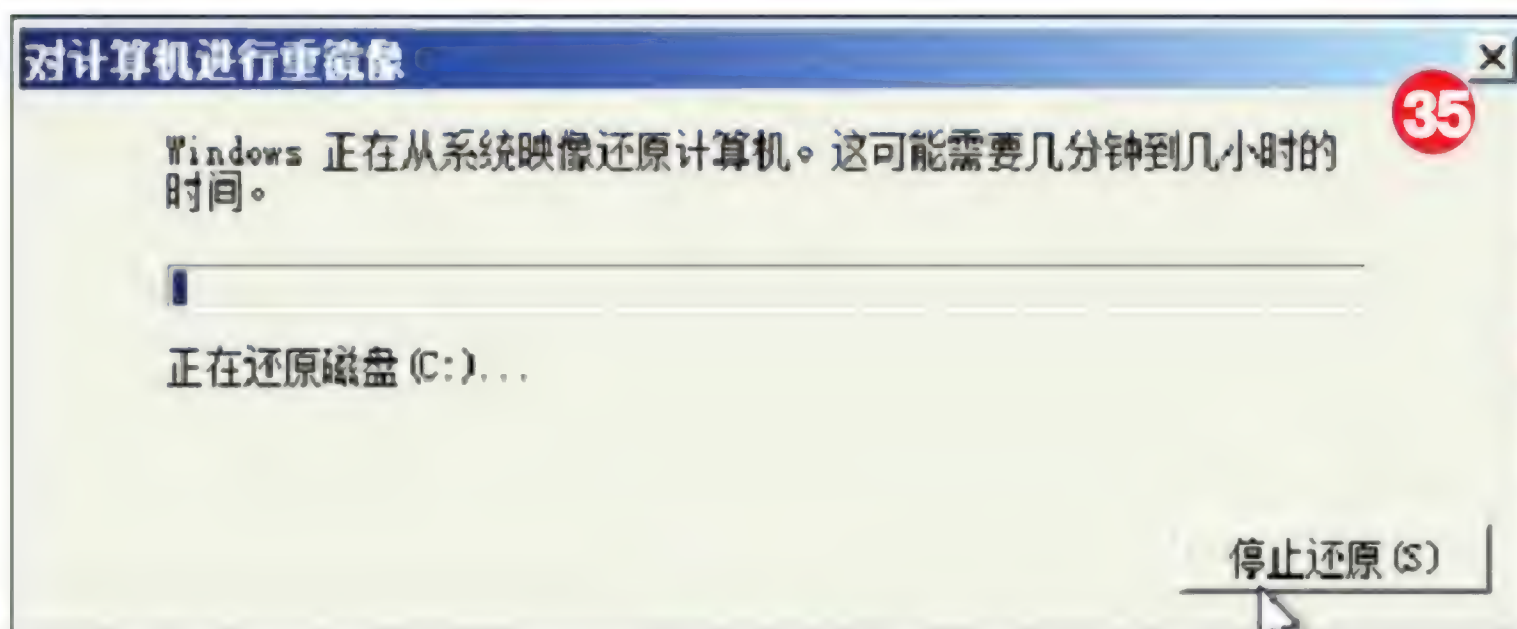 对计算机进行重镜像
35
Windows 正在从系统映像还原计算机。这可能需要几分钟到几小时的
时间。
正在还原磁盘(C:)...
停止还原(S)